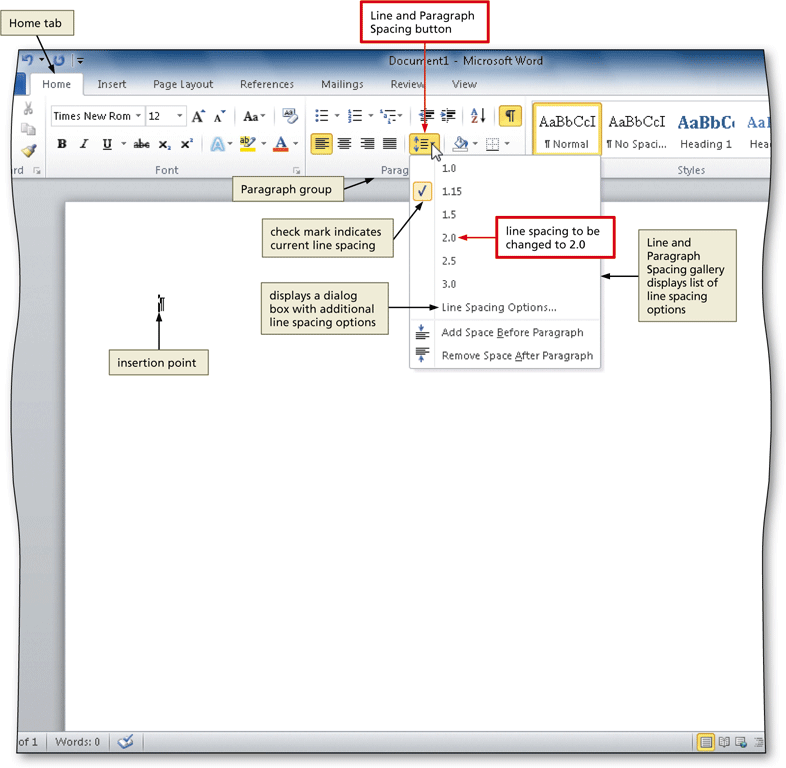 Home tab
Line and Paragraph
Spacing button
Document1 - Microsoft Word
Home Insert Page Layout References Mailings Review View
Times New Rom 12 A A Aa
B I U abc x₂ x² A ab A
AaBbCcI AaBbCcI AaBbC AaI
¶ Normal ¶ No Spaci... Heading 1 Hea
rd Font Parag Styles
Paragraph group
1.0
1.15
1.5
2.0
2.5
3.0
Line Spacing Options...
Add Space Before Paragraph
Remove Space After Paragraph
check mark indicates
current line spacing
line spacing to be
changed to 2.0
Line and
Paragraph
Spacing gallery
displays list of
line spacing
options
displays a dialog
box with additional
line spacing options
¶
insertion point
of 1 Words: 0